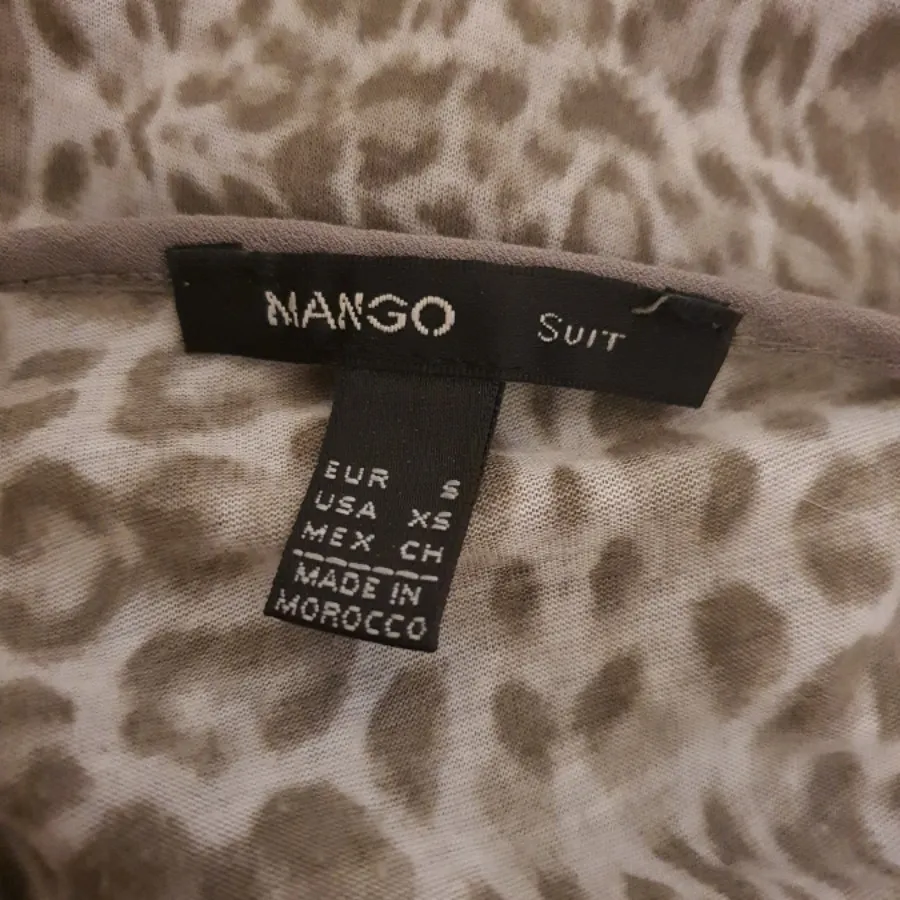 MANGO SUIT
EUR S
USA XS
MEX CH
MADE IN
MOROCCO